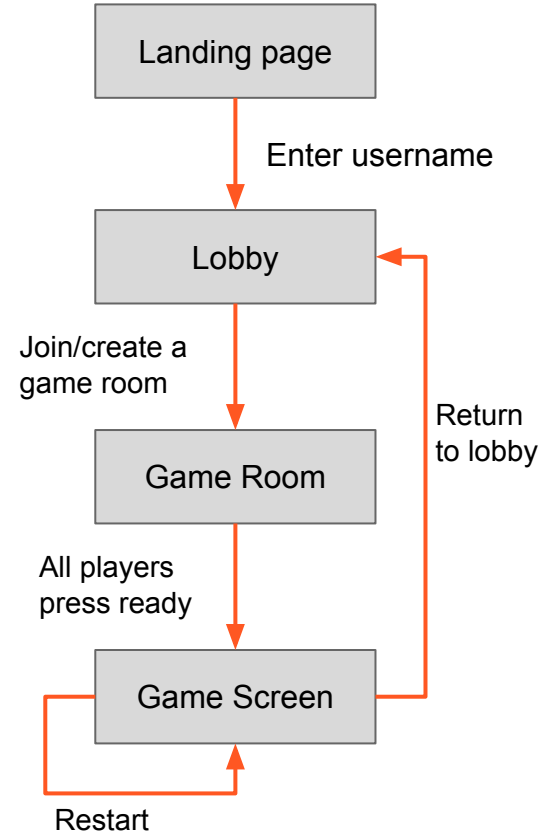 Landing page
Enter username
Lobby
Join/create a
game room
Return
to lobby
Game Room
All players
press ready
Game Screen
Restart